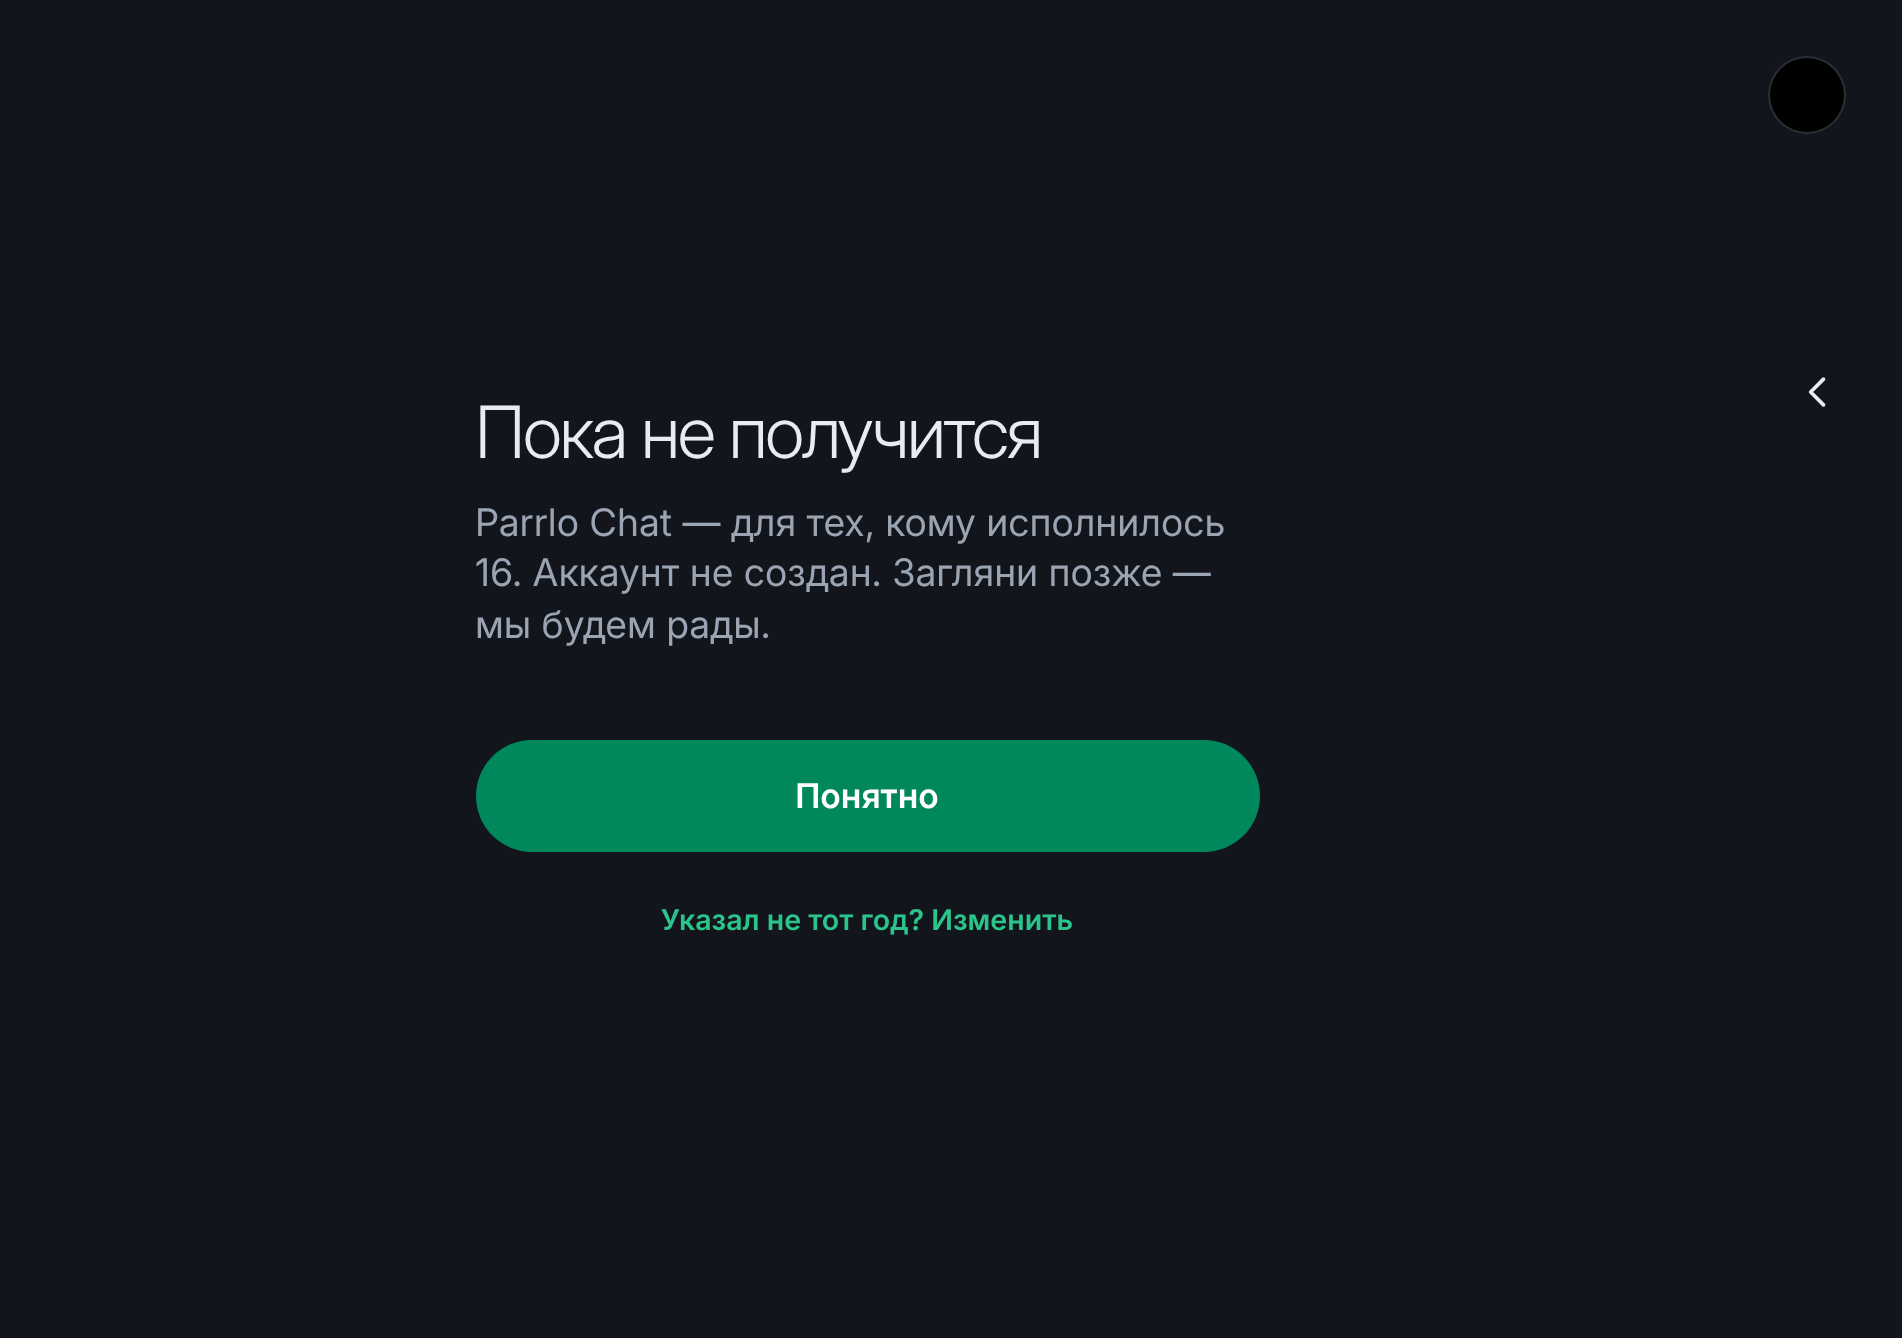 Пока не получится
Parrlo Chat — для тех, кому исполнилось
16. Аккаунт не создан. Загляни позже —
мы будем рады.
Понятно
Указал не тот год? Изменить